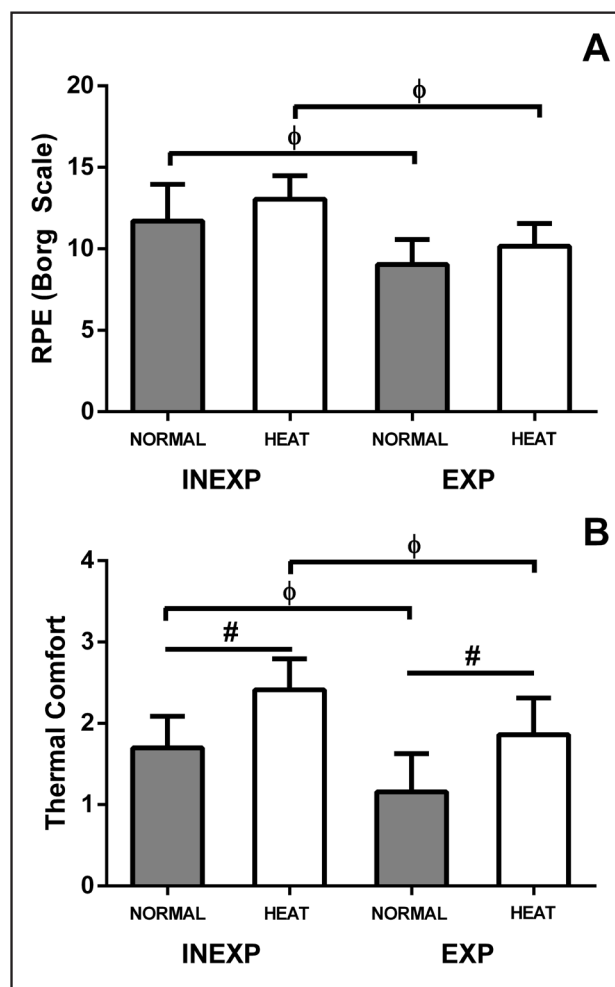 A
RPE (Borg Scale)
20
15
10
5
0
ϕ
ϕ
NORMAL HEAT NORMAL HEAT
INEXP EXP
B
Thermal Comfort
4
3
2
1
0
ϕ
ϕ
# #
NORMAL HEAT NORMAL HEAT
INEXP EXP